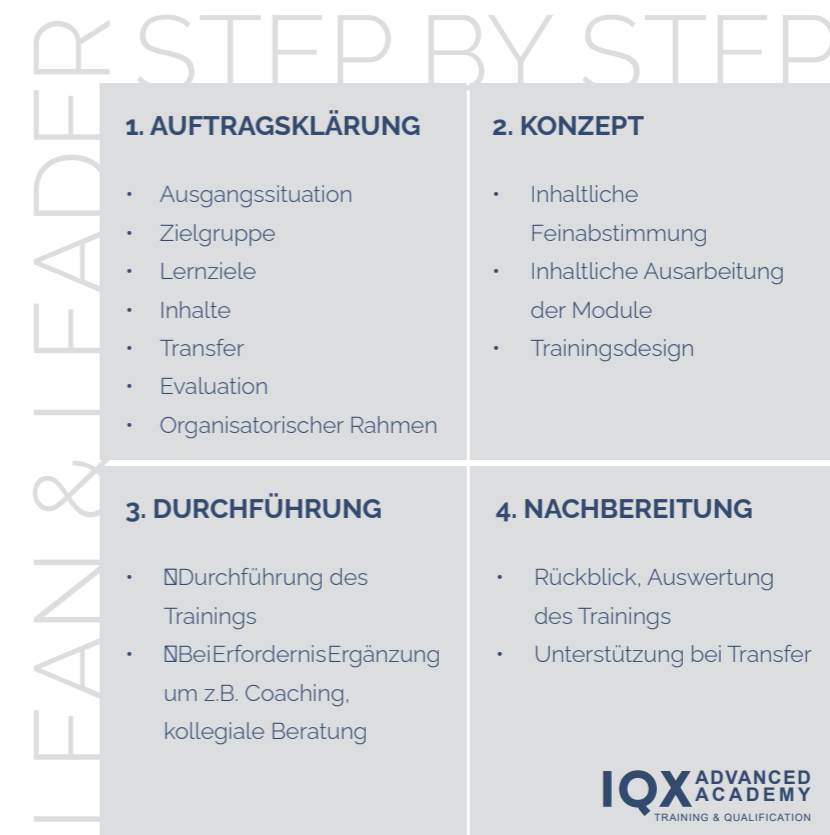 STEP BY STEP
LEAN & LEADER
1. AUFTRAGSKLÄRUNG
• Ausgangssituation
• Zielgruppe
• Lernziele
• Inhalte
• Transfer
• Evaluation
• Organisatorischer Rahmen
2. KONZEPT
• Inhaltliche
Feinabstimmung
• Inhaltliche Ausarbeitung
der Module
• Trainingsdesign
3. DURCHFÜHRUNG
• Durchführung des
Trainings
• BeiErfordernisErgänzung
um z.B. Coaching,
kollegiale Beratung
4. NACHBEREITUNG
• Rückblick, Auswertung
des Trainings
• Unterstützung bei Transfer
IQX ADVANCED
ACADEMY
TRAINING & QUALIFICATION